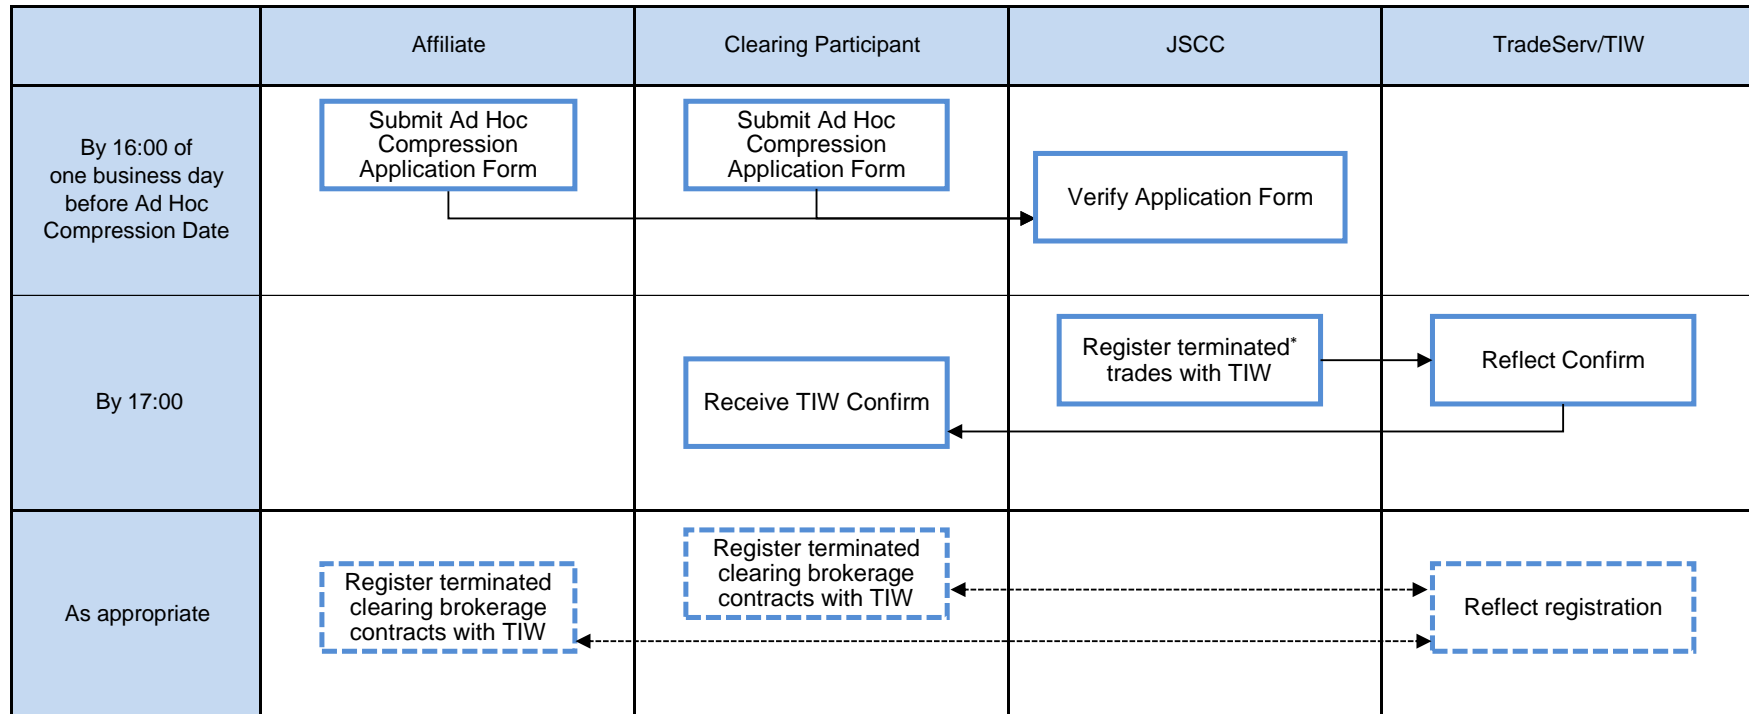 Affiliate
Clearing Participant
JSCC
TradeServ/TIW
By 16:00 of
one business day
before Ad Hoc
Compression Date
Submit Ad Hoc
Compression
Application Form
Submit Ad Hoc
Compression
Application Form
Verify Application Form
By 17:00
Receive TIW Confirm
Register terminated*
trades with TIW
Reflect Confirm
As appropriate
Register terminated
clearing brokerage
contracts with TIW
Register terminated
clearing brokerage
contracts with TIW
Reflect registration